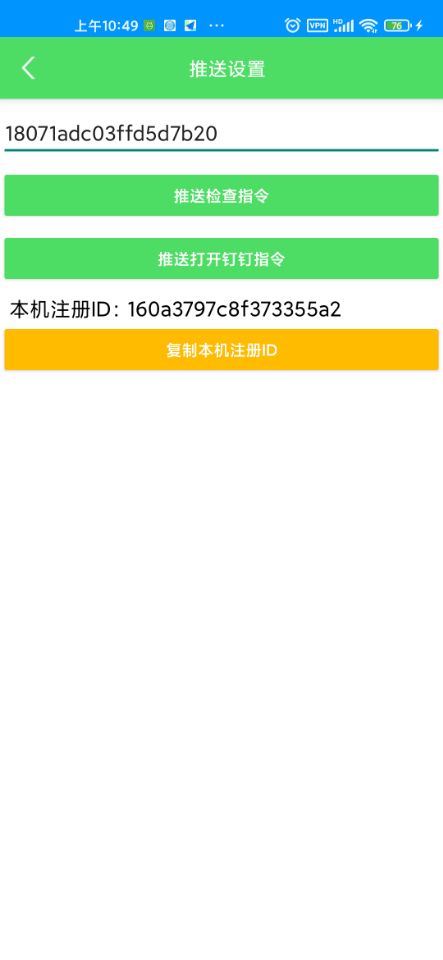 上午10:49 ··· VPN HD 76
推送设置
18071adc03ffd5d7b20
推送检查指令
推送打开钉钉指令
本机注册ID：160a3797c8f373355a2
复制本机注册ID